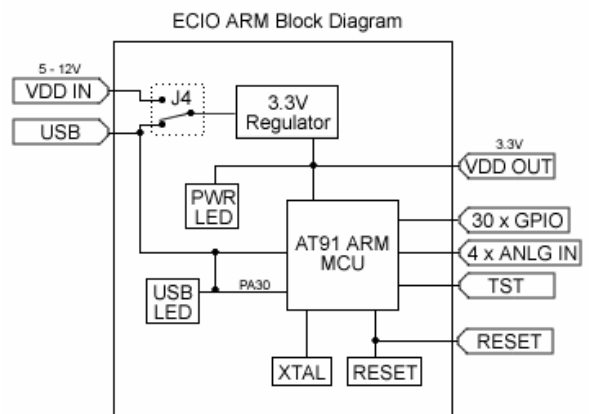 ECIO ARM Block Diagram
5 - 12V
VDD IN
J4
USB
3.3V
Regulator
3.3V
VDD OUT
PWR
LED
30 x GPIO
AT91 ARM
MCU
4 x ANLG IN
USB
LED
PA30
TST
RESET
XTAL
RESET